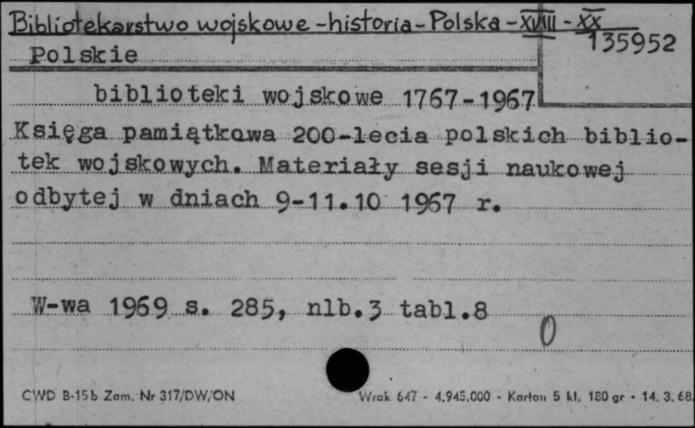 Bibliotekarstwo wojskowe - historia - Polska - XVIII - XX
135952
Polskie
biblioteki wojskowe 1767-1967
Księga pamiątkowa 200-lecia polskich biblio-
tek wojskowych. Materiały sesji naukowej
odbytej w dniach 9-11.10 1967 r.
W-wa 1969 s. 285, nlb.3 tabl.8
0
CWD B-15b Zam. Nr 317/DW/ON Wrak 647 - 4.945.000 - Karton 5 kl. 180 gr - 14. 3. 68.